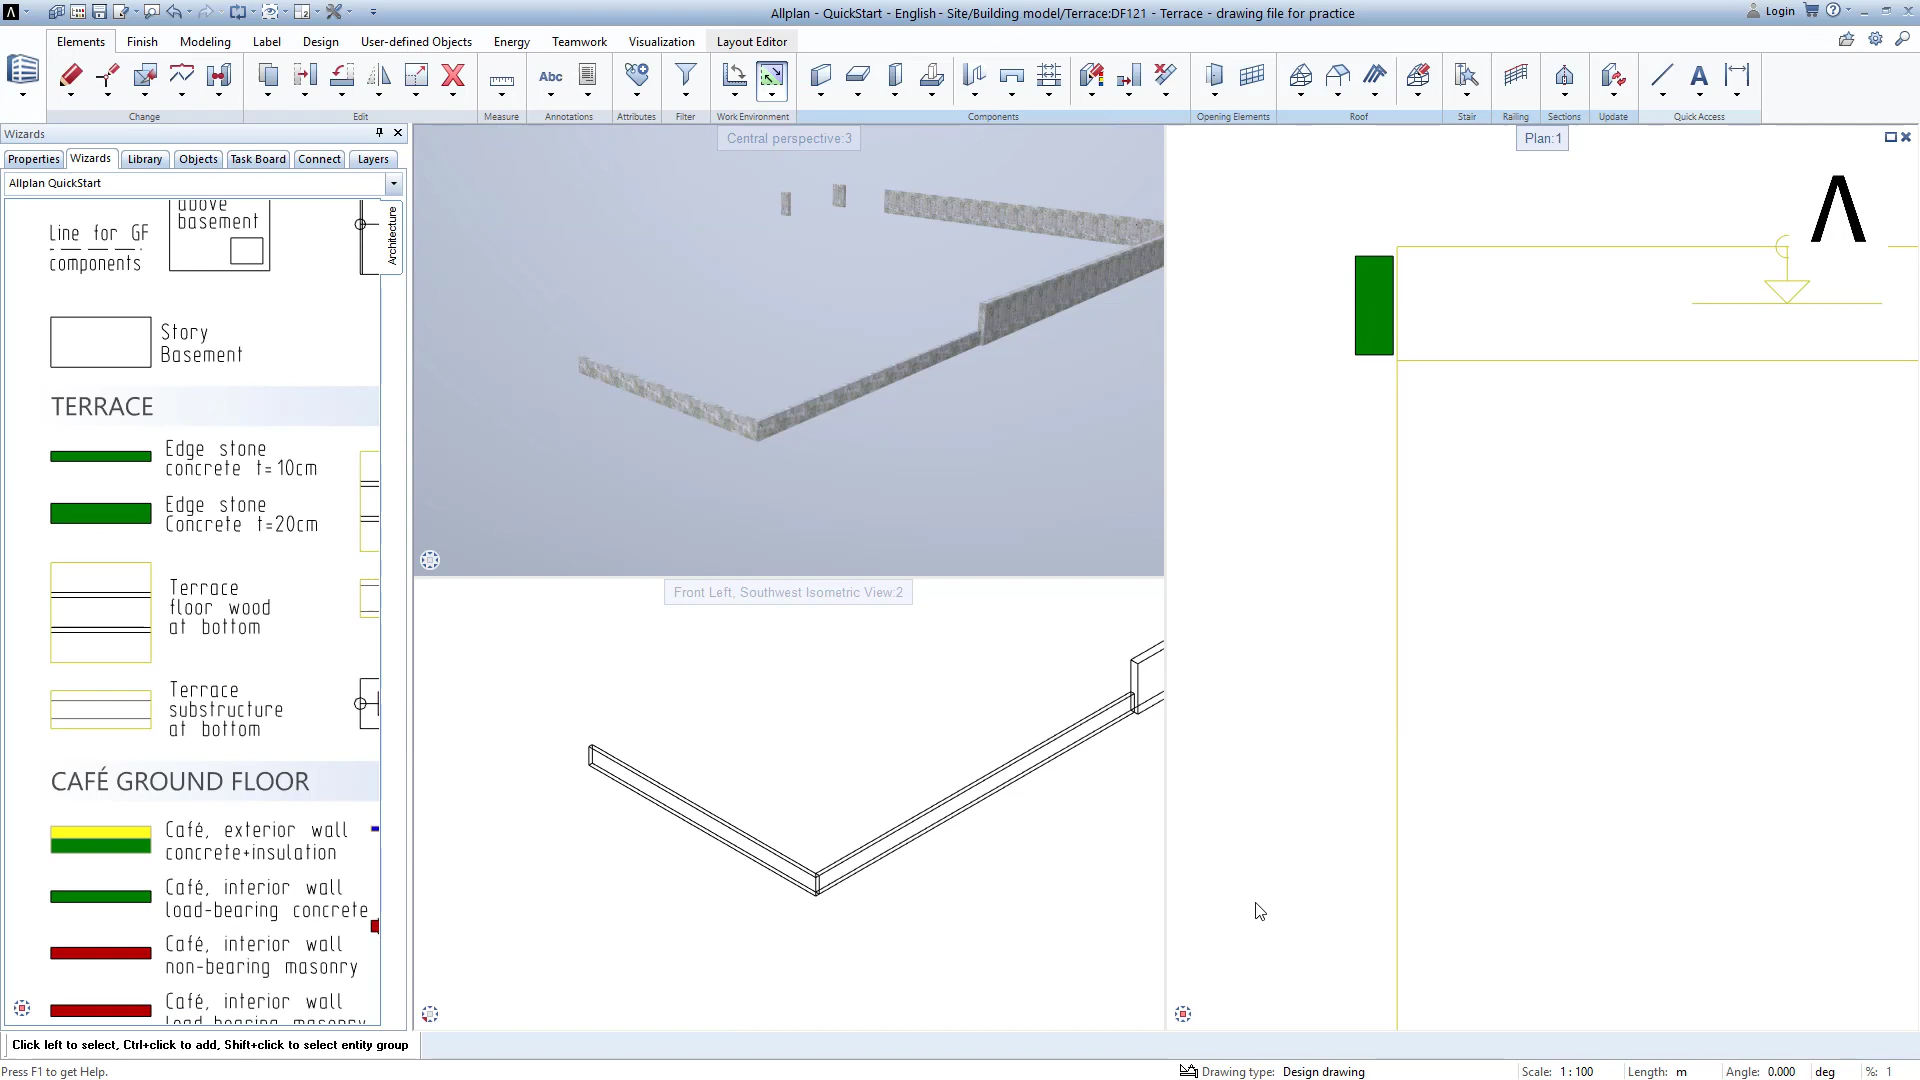 Allplan - QuickStart - English - Site/Building model/Terrace:DF121 - Terrace - drawing file for practice
Login
Elements
Finish
Modeling
Label
Design
User-defined Objects
Energy
Teamwork
Visualization
Layout Editor
Abc
A
Change
Edit
Measure
Annotations
Attributes
Filter
Work Environment
Components
Opening Elements
Roof
Stair
Railing
Sections
Update
Quick Access
Wizards
Properties
Wizards
Library
Objects
Task Board
Connect
Layers
Allplan QuickStart
Architecture
above
basement
Line for GF
components
Story
Basement
TERRACE
Edge stone
concrete t=10cm
Edge stone
Concrete t=20cm
Terrace
floor wood
at bottom
Terrace
substructure
at bottom
CAFÉ GROUND FLOOR
Café, exterior wall
concrete+insulation
Café, interior wall
load-bearing concrete
Café, interior wall
non-bearing masonry
Café, interior wall
load-bearing masonry
Central perspective:3
Front Left, Southwest Isometric View:2
Plan:1
Click left to select, Ctrl+click to add, Shift+click to select entity group
Press F1 to get Help.
Drawing type: Design drawing
Scale: 1 : 100
Length: m
Angle: 0.000
deg
%: 1